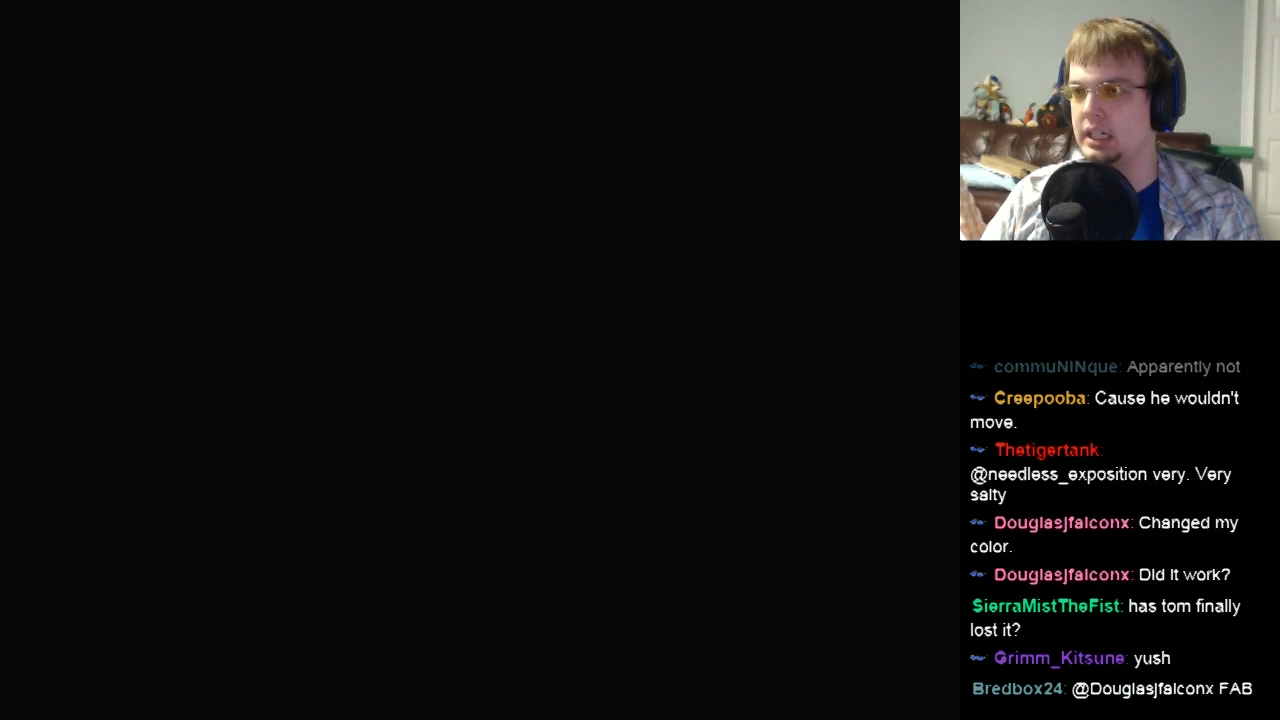 commuNINque: Apparently not
Creepooba: Cause he wouldn't
move.
Thetigertank:
@needless_exposition very. Very
salty
Douglasjfalconx: Changed my
color.
Douglasjfalconx: Did it work?
SierraMistTheFist: has tom finally
lost it?
Grimm_Kitsune: yush
Bredbox24: @Douglasjfalconx FAB